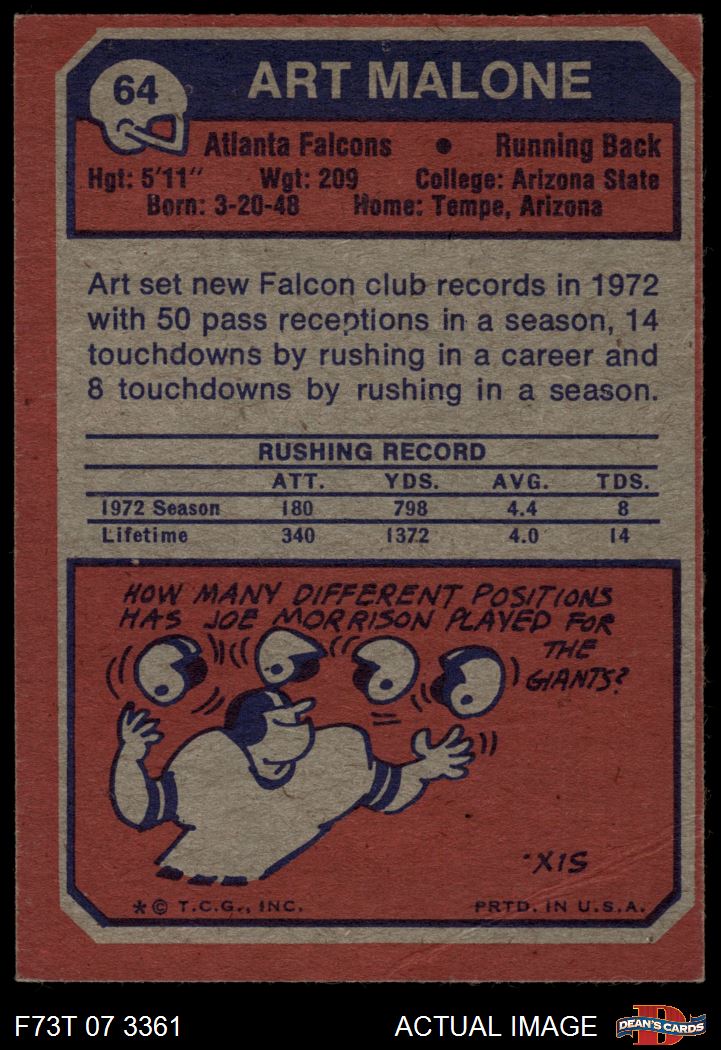 64
ART MALONE
Atlanta Falcons • Running Back
Hgt: 5'11" Wgt: 209 College: Arizona State
Born: 3-20-48 Home: Tempe, Arizona
Art set new Falcon club records in 1972
with 50 pass receptions in a season, 14
touchdowns by rushing in a career and
8 touchdowns by rushing in a season.
RUSHING RECORD
ATT. YDS. AVG. TDS.
1972 Season 180 798 4.4 8
Lifetime 340 1372 4.0 14
HOW MANY DIFFERENT POSITIONS
HAS JOE MORRISON PLAYED FOR
THE
GIANTS?
SIX.
*© T.C.G., INC. PRTD. IN U.S.A.
F73T 07 3361 ACTUAL IMAGE
D
DEAN'S CARDS